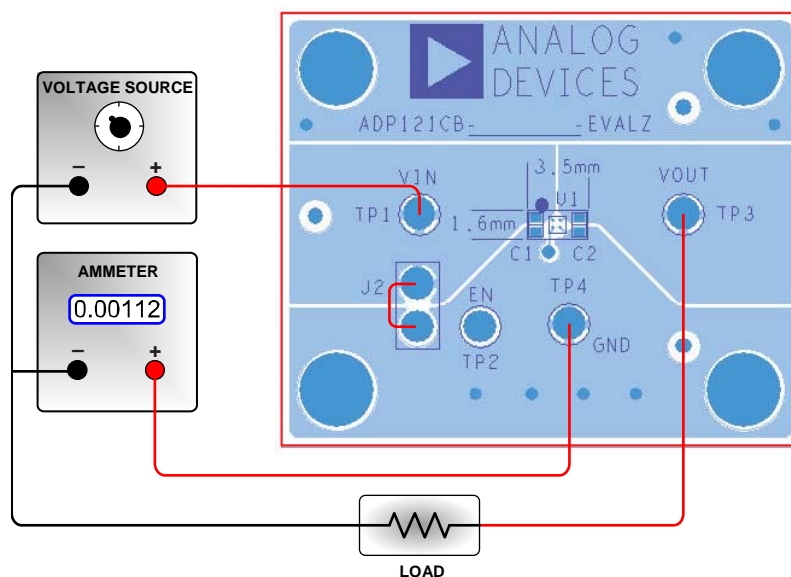 ANALOG
DEVICES
ADP121CB-__________-EVALZ
VOLTAGE SOURCE
–
+
VIN
3.5mm
VOUT
TP1
U1
TP3
1.6mm
C1
C2
AMMETER
0.00112
–
+
J2
EN
TP4
GND
TP2
LOAD